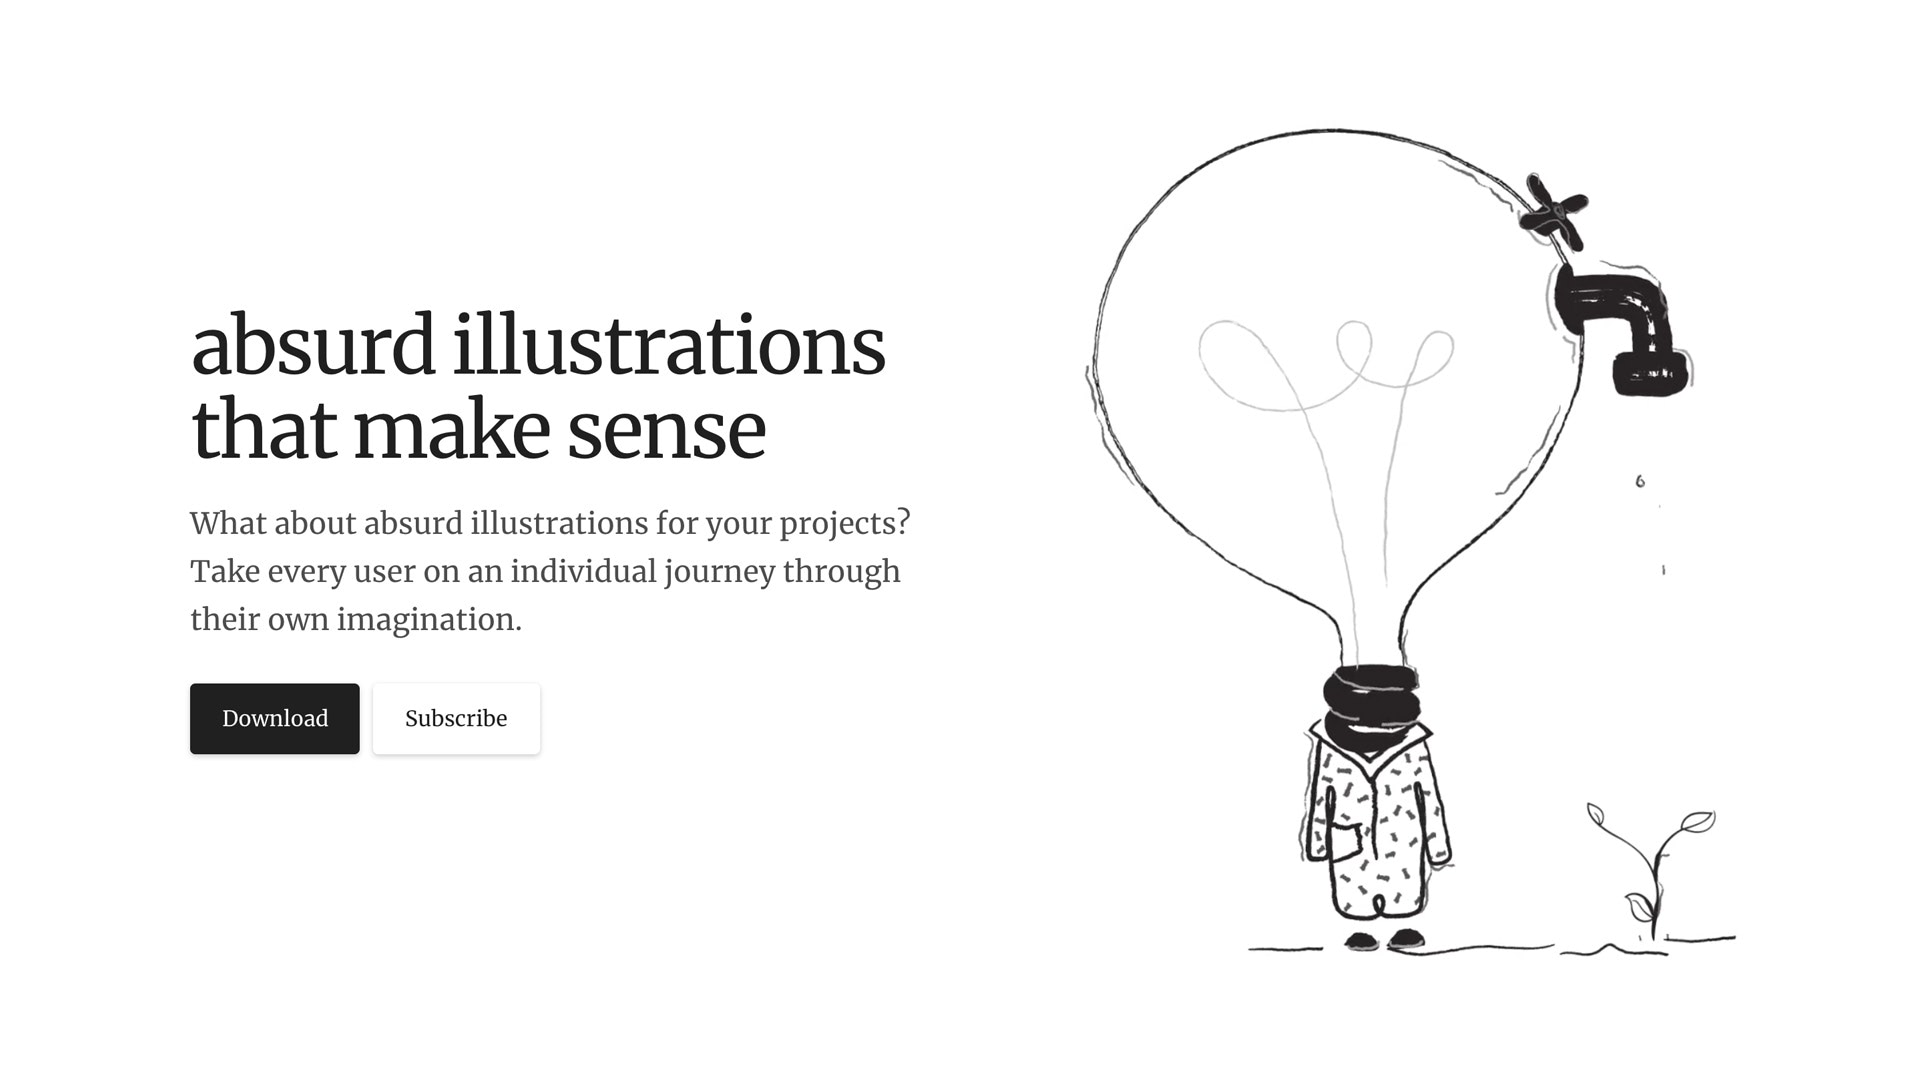 absurd illustrations
that make sense
What about absurd illustrations for your projects?
Take every user on an individual journey through
their own imagination.
Download
Subscribe